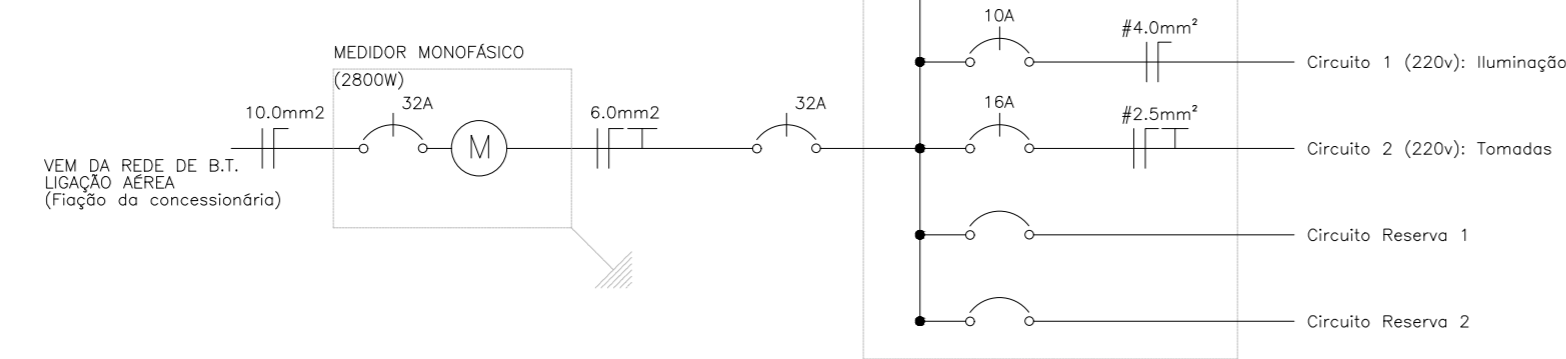 10A
#4.0mm²
Circuito 1 (220v): Iluminação
MEDIDOR MONOFÁSICO
(2800W)
32A
10.0mm2
6.0mm2
32A
16A
#2.5mm²
M
Circuito 2 (220v): Tomadas
VEM DA REDE DE B.T.
LIGAÇÃO AÉREA
(Fiação da concessionária)
Circuito Reserva 1
Circuito Reserva 2